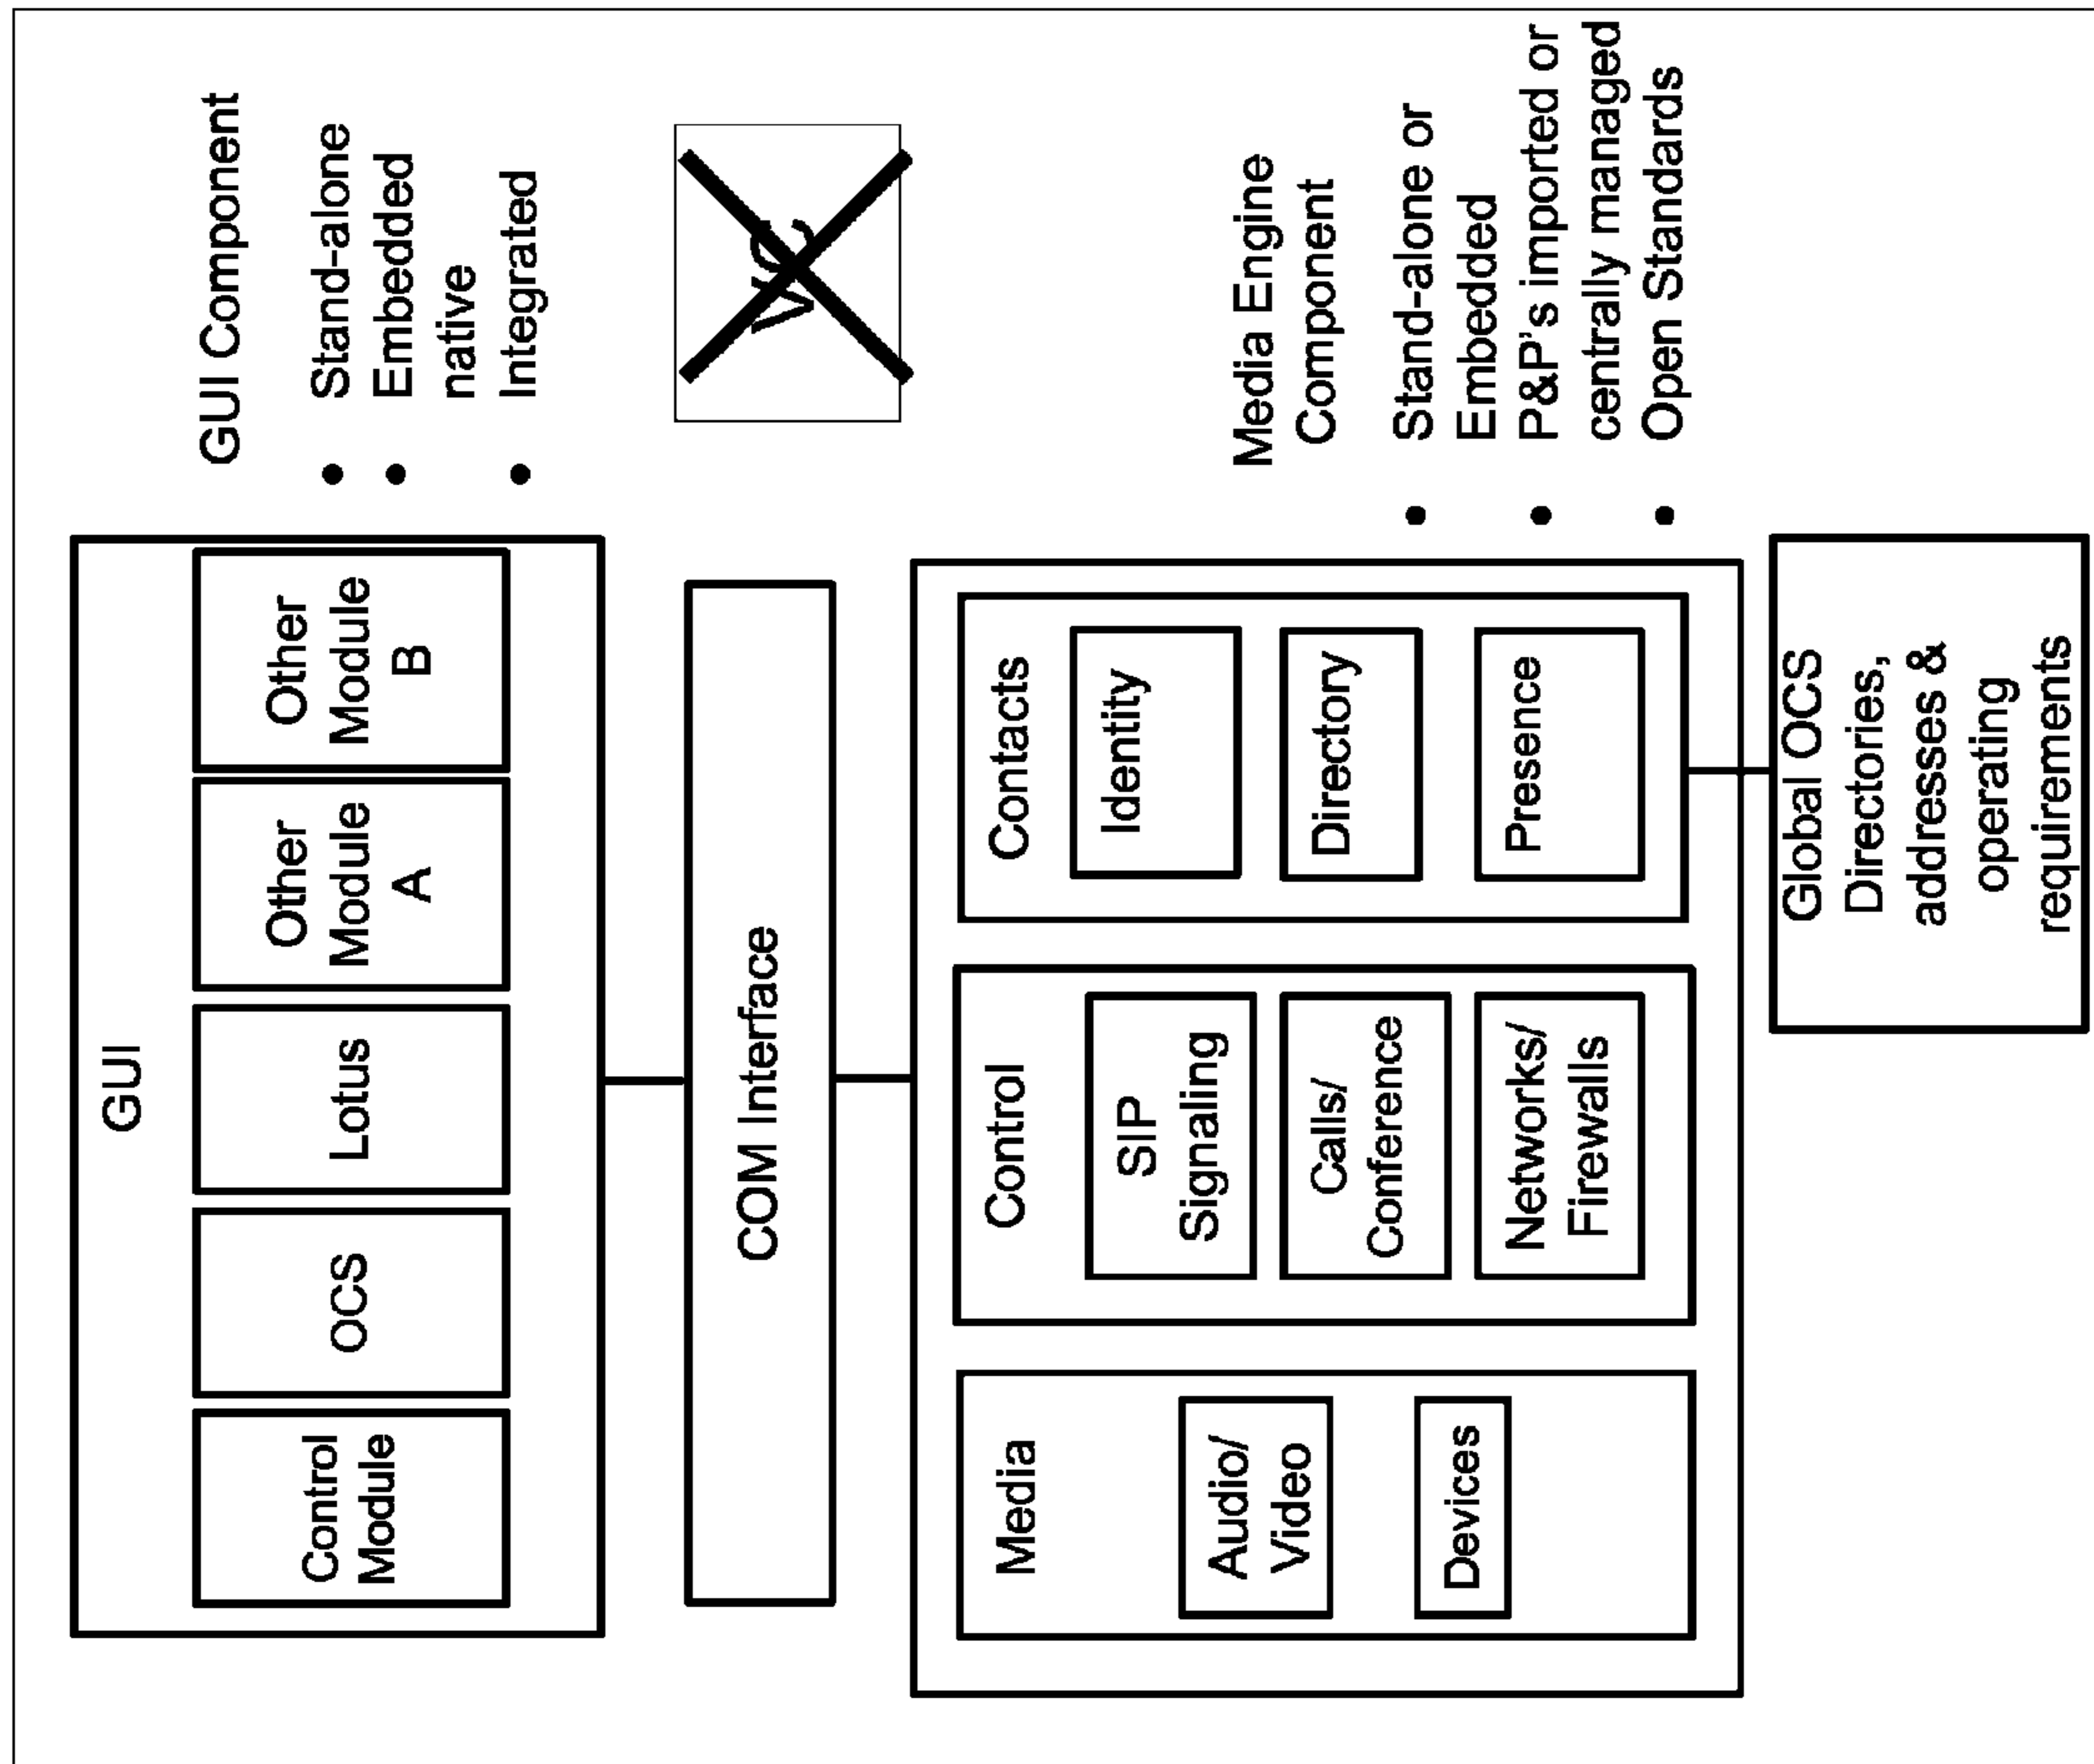 GUI
Control
Module
OCS
Lotus
Other
Module
A
Other
Module
B
GUI Component
• Stand-alone
• Embedded
native
• Integrated
COM Interface
Media
Audio/
Video
Devices
Control
SIP
Signaling
Calls/
Conference
Networks/
Firewalls
Contacts
Identity
Directory
Presence
Media Engine
Component
• Stand-alone or
Embedded
• P&P's imported or
centrally managed
• Open Standards
Global OCS
Directories,
addresses &
operating
requirements